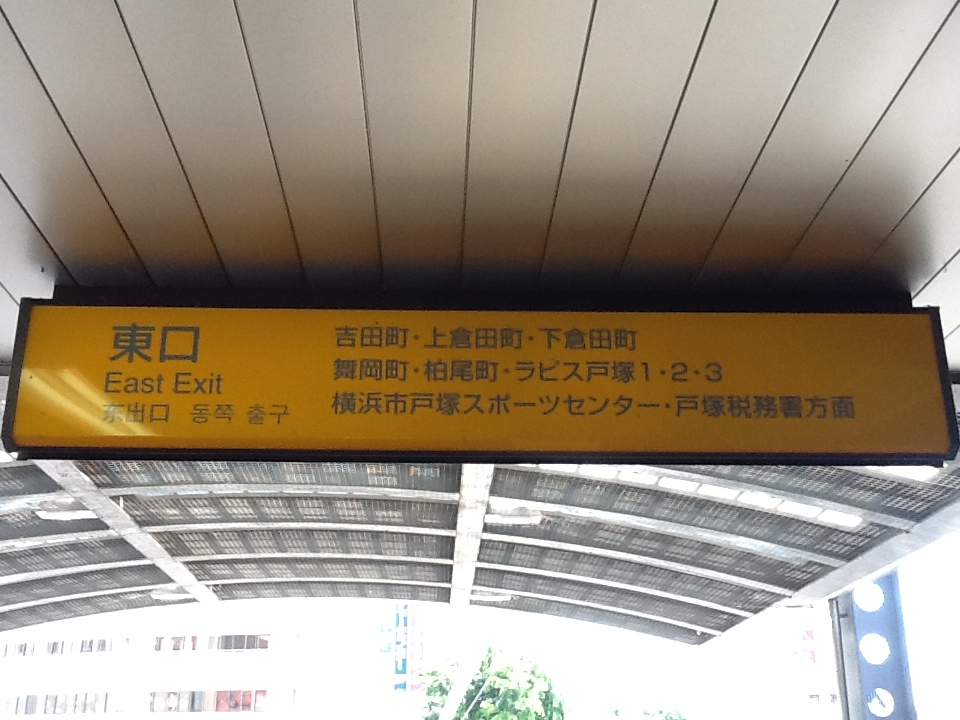 東口
East Exit
东出口 동쪽 출구
吉田町・上倉田町・下倉田町
舞岡町・柏尾町・ラピス戸塚1・2・3
横浜市戸塚スポーツセンター・戸塚税務署方面